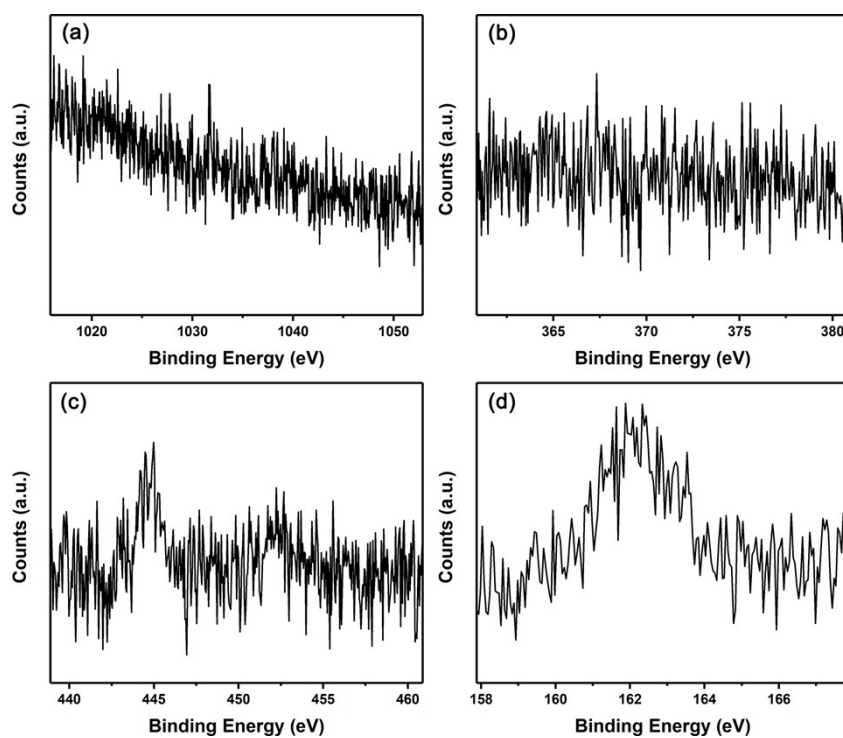 (a)
Counts (a.u.)
1020 1030 1040 1050
Binding Energy (eV)
(b)
Counts (a.u.)
365 370 375 380
Binding Energy (eV)
(c)
Counts (a.u.)
440 445 450 455 460
Binding Energy (eV)
(d)
Counts (a.u.)
158 160 162 164 166
Binding Energy (eV)